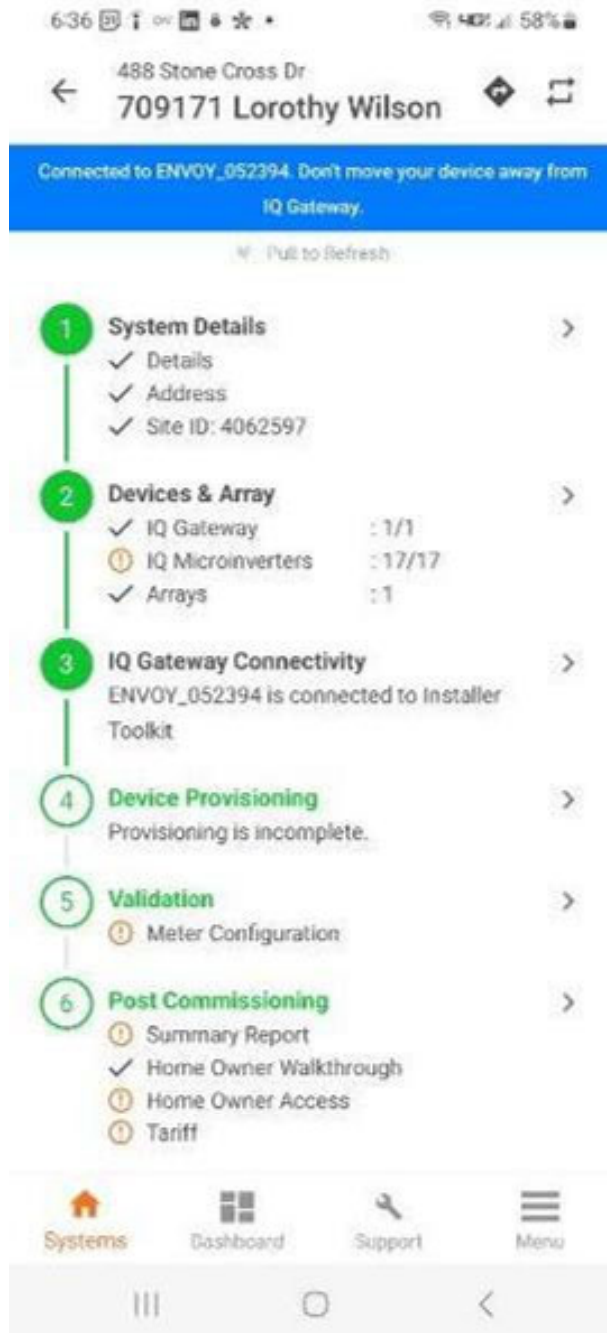 6:36
58%
488 Stone Cross Dr
709171 Lorothy Wilson
Connected to ENVOY_052394. Don't move your device away from
IQ Gateway.
Pull to Refresh
1 System Details
Details
Address
Site ID: 4062597
2 Devices & Array
IQ Gateway : 1/1
IQ Microinverters : 17/17
Arrays : 1
3 IQ Gateway Connectivity
ENVOY_052394 is connected to Installer
Toolkit
4 Device Provisioning
Provisioning is incomplete.
5 Validation
Meter Configuration
6 Post Commissioning
Summary Report
Home Owner Walkthrough
Home Owner Access
Tariff
Systems Dashboard Support Menu